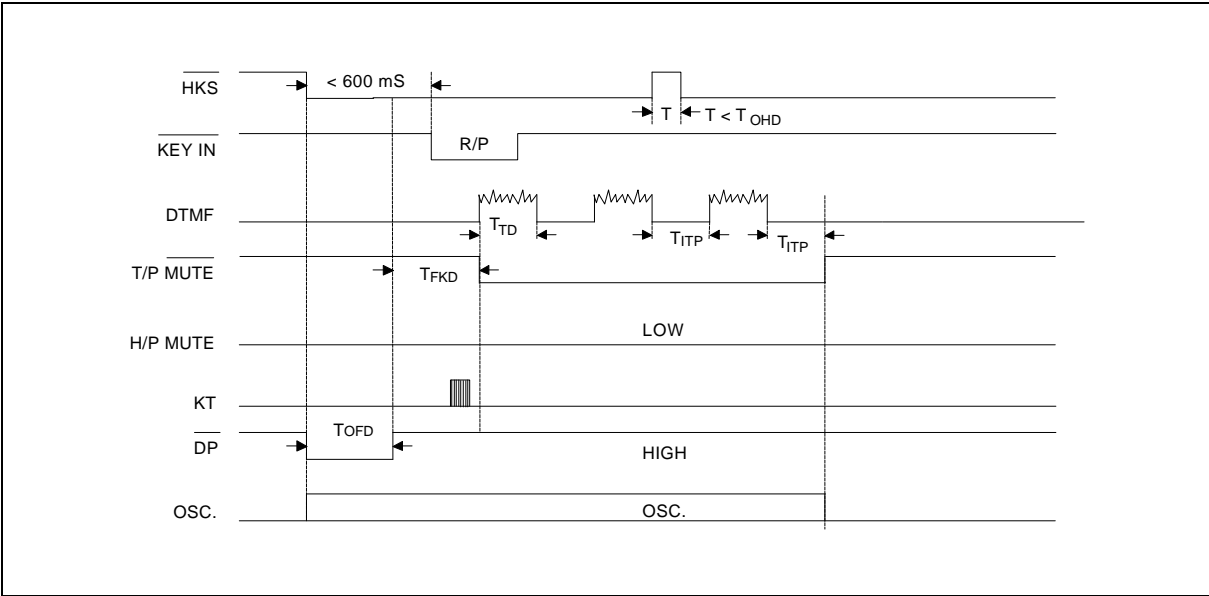 HKS
< 600 mS
T
T < TOHD
KEY IN
R/P
DTMF
TTD
TITP
TITP
T/P MUTE
TFKD
H/P MUTE
LOW
KT
DP
TOFD
HIGH
OSC.
OSC.